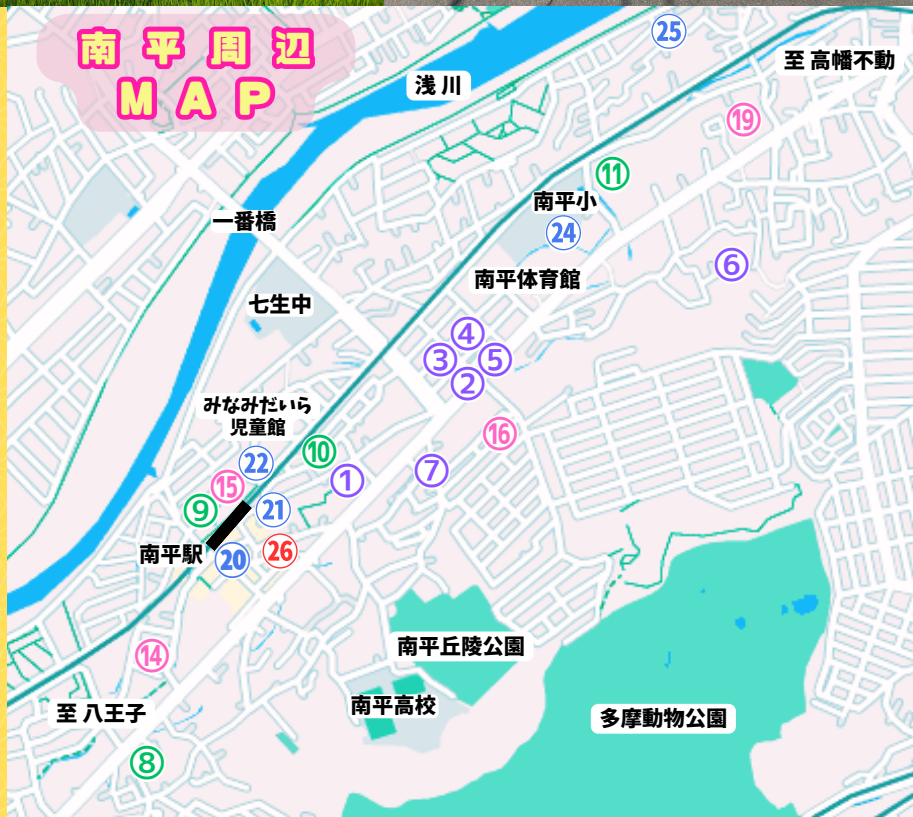 南平周辺
MAP
㉕
至 高幡不動
浅川
⑲
⑪
南平小
㉔
一番橋
⑥
南平体育館
七生中
④
③
⑤
②
みなみだいら
児童館
⑯
⑩
㉒
⑦
①
⑮
⑨
㉑
南平駅
⑳
㉖
南平丘陵公園
⑭
南平高校
至 八王子
多摩動物公園
⑧